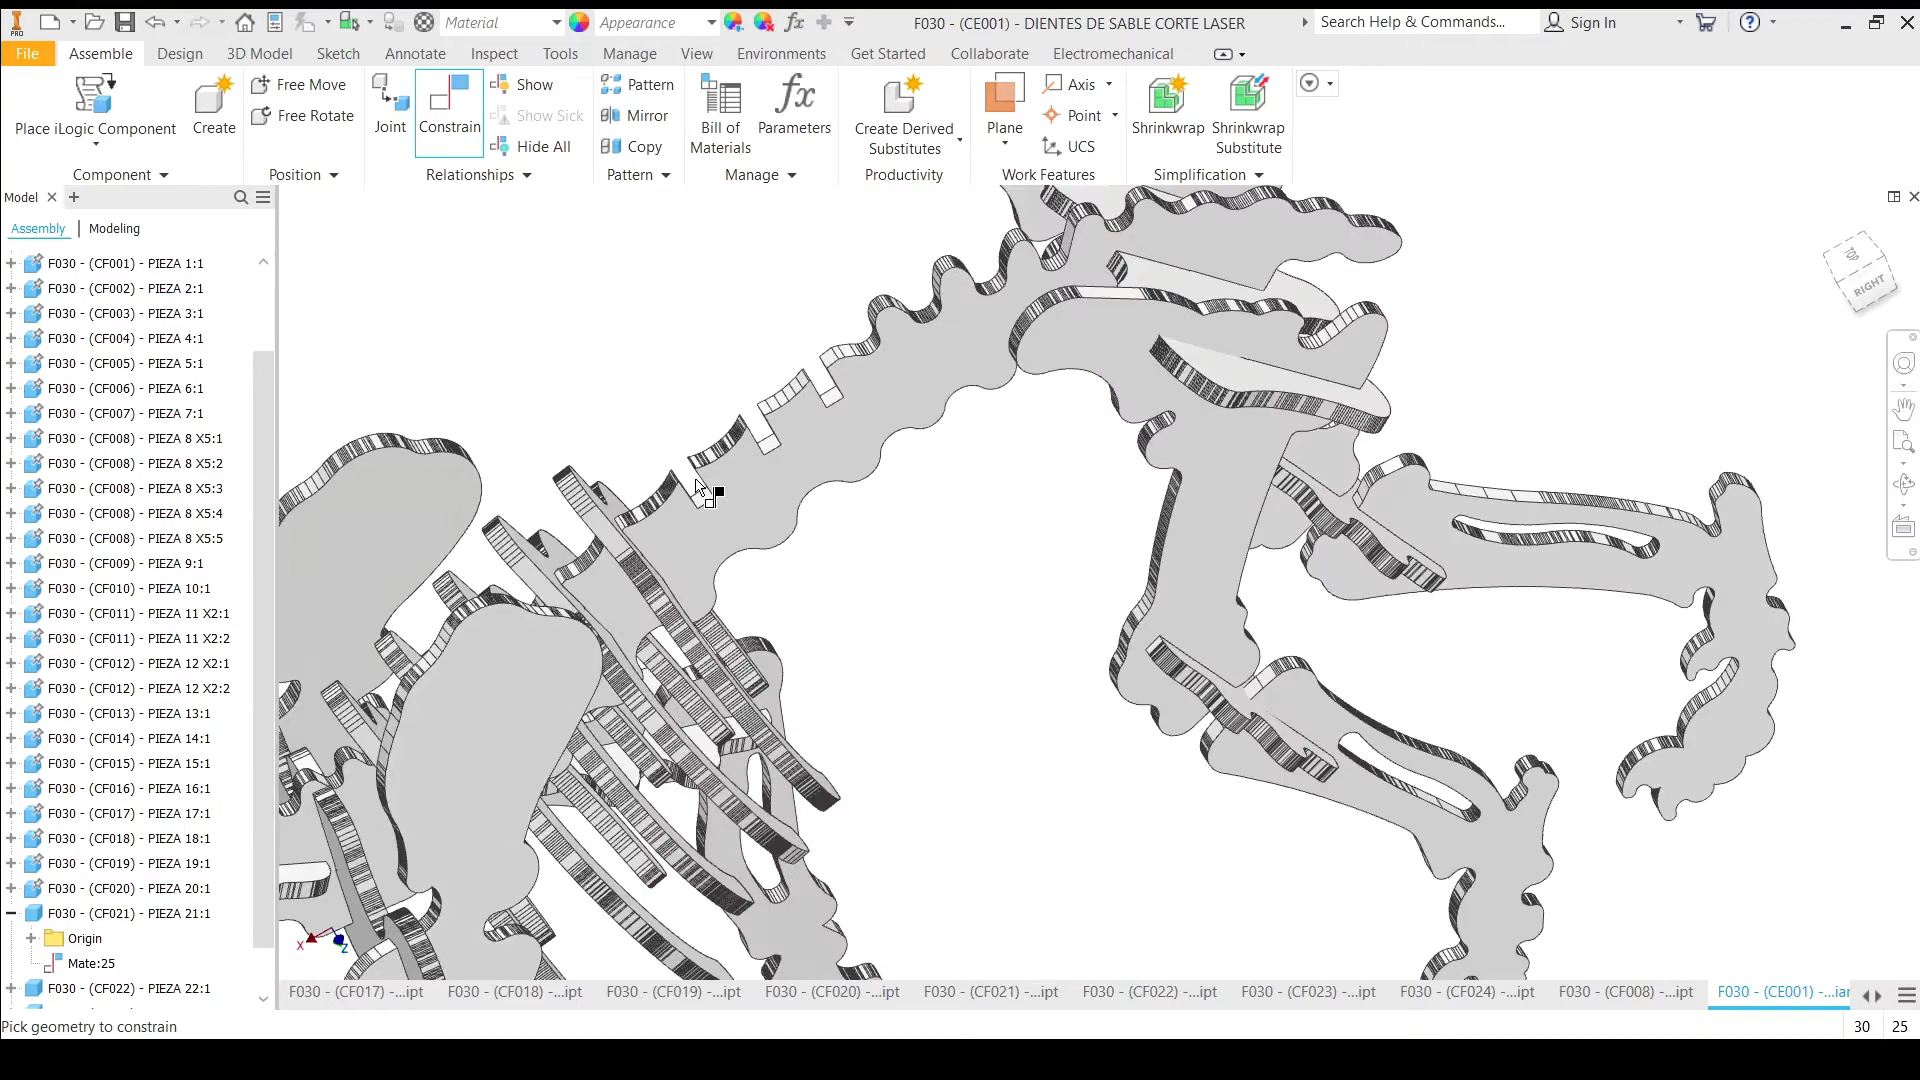 PRO
Material
Appearance
F030 - (CE001) - DIENTES DE SABLE CORTE LASER
Search Help & Commands...
Sign In
File
Assemble
Design
3D Model
Sketch
Annotate
Inspect
Tools
Manage
View
Environments
Get Started
Collaborate
Electromechanical
Place iLogic Component
Create
Free Move
Free Rotate
Joint
Constrain
Show
Show Sick
Hide All
Pattern
Mirror
Copy
Bill of
Materials
Parameters
Create Derived
Substitutes
Plane
Axis
Point
UCS
Shrinkwrap
Shrinkwrap
Substitute
Component
Position
Relationships
Pattern
Manage
Productivity
Work Features
Simplification
Model
Assembly
Modeling
F030 - (CF001) - PIEZA 1:1
F030 - (CF002) - PIEZA 2:1
F030 - (CF003) - PIEZA 3:1
F030 - (CF004) - PIEZA 4:1
F030 - (CF005) - PIEZA 5:1
F030 - (CF006) - PIEZA 6:1
F030 - (CF007) - PIEZA 7:1
F030 - (CF008) - PIEZA 8 X5:1
F030 - (CF008) - PIEZA 8 X5:2
F030 - (CF008) - PIEZA 8 X5:3
F030 - (CF008) - PIEZA 8 X5:4
F030 - (CF008) - PIEZA 8 X5:5
F030 - (CF009) - PIEZA 9:1
F030 - (CF010) - PIEZA 10:1
F030 - (CF011) - PIEZA 11 X2:1
F030 - (CF011) - PIEZA 11 X2:2
F030 - (CF012) - PIEZA 12 X2:1
F030 - (CF012) - PIEZA 12 X2:2
F030 - (CF013) - PIEZA 13:1
F030 - (CF014) - PIEZA 14:1
F030 - (CF015) - PIEZA 15:1
F030 - (CF016) - PIEZA 16:1
F030 - (CF017) - PIEZA 17:1
F030 - (CF018) - PIEZA 18:1
F030 - (CF019) - PIEZA 19:1
F030 - (CF020) - PIEZA 20:1
F030 - (CF021) - PIEZA 21:1
Origin
Mate:25
F030 - (CF022) - PIEZA 22:1
TOP
RIGHT
X
Z
F030 - (CF017) -...ipt
F030 - (CF018) -...ipt
F030 - (CF019) -...ipt
F030 - (CF020) -...ipt
F030 - (CF021) -...ipt
F030 - (CF022) -...ipt
F030 - (CF023) -...ipt
F030 - (CF024) -...ipt
F030 - (CF008) -...ipt
F030 - (CE001) -...iam
Pick geometry to constrain
30
25